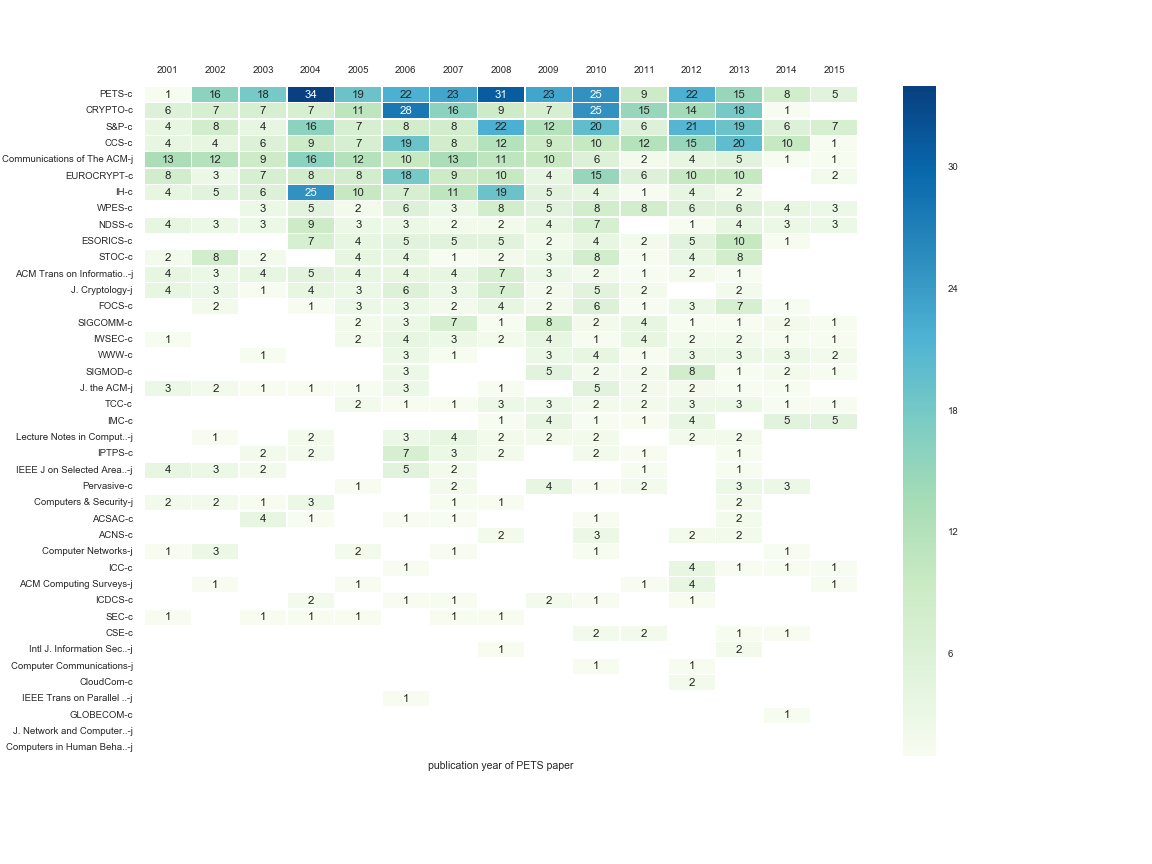 2001 2002 2003 2004 2005 2006 2007 2008 2009 2010 2011 2012 2013 2014 2015
PETS-c 1 16 18 34 19 22 23 31 23 25 9 22 15 8 5
CRYPTO-c 6 7 7 7 11 28 16 9 7 25 15 14 18 1
S&P-c 4 8 4 16 7 8 8 22 12 20 6 21 19 6 7
CCS-c 4 4 6 9 7 19 8 12 9 10 12 15 20 10 1
Communications of The ACM-j 13 12 9 16 12 10 13 11 10 6 2 4 5 1 1
30
EUROCRYPT-c 8 3 7 8 8 18 9 10 4 15 6 10 10 2
IH-c 4 5 6 25 10 7 11 19 5 4 1 4 2
WPES-c 3 5 2 6 3 8 5 8 8 6 6 4 3
NDSS-c 4 3 3 9 3 3 2 2 4 7 1 4 3 3
ESORICS-c 7 4 5 5 5 2 4 2 5 10 1
STOC-c 2 8 2 4 4 1 2 3 8 1 4 8
ACM Trans on Informatio..-j 4 3 4 5 4 4 4 7 3 2 1 2 1
J. Cryptology-j 4 3 1 4 3 6 3 7 2 5 2 2
24
FOCS-c 2 1 3 3 2 4 2 6 1 3 7 1
SIGCOMM-c 2 3 7 1 8 2 4 1 1 2 1
IWSEC-c 1 2 4 3 2 4 1 4 2 2 1 1
WWW-c 1 3 1 3 4 1 3 3 3 2
SIGMOD-c 3 5 2 2 8 1 2 1
J. the ACM-j 3 2 1 1 1 3 1 5 2 2 1 1
TCC-c 2 1 1 3 3 2 2 3 3 1 1
18
IMC-c 1 4 1 1 4 5 5
Lecture Notes in Comput..-j 1 2 3 4 2 2 2 2 2
IPTPS-c 2 2 7 3 2 2 1 1
IEEE J on Selected Area..-j 4 3 2 5 2 1 1
Pervasive-c 1 2 4 1 2 3 3
Computers & Security-j 2 2 1 3 1 1 2
ACSAC-c 4 1 1 1 1 2
12
ACNS-c 2 3 2 2
Computer Networks-j 1 3 2 1 1 1
ICC-c 1 4 1 1 1
ACM Computing Surveys-j 1 1 1 4 1
ICDCS-c 2 1 1 2 1 1
SEC-c 1 1 1 1 1 1
CSE-c 2 2 1 1
Intl J. Information Sec..-j 1 2
6
Computer Communications-j 1 1
CloudCom-c 2
IEEE Trans on Parallel ..-j 1
GLOBECOM-c 1
J. Network and Computer..-j
Computers in Human Beha..-j
publication year of PETS paper